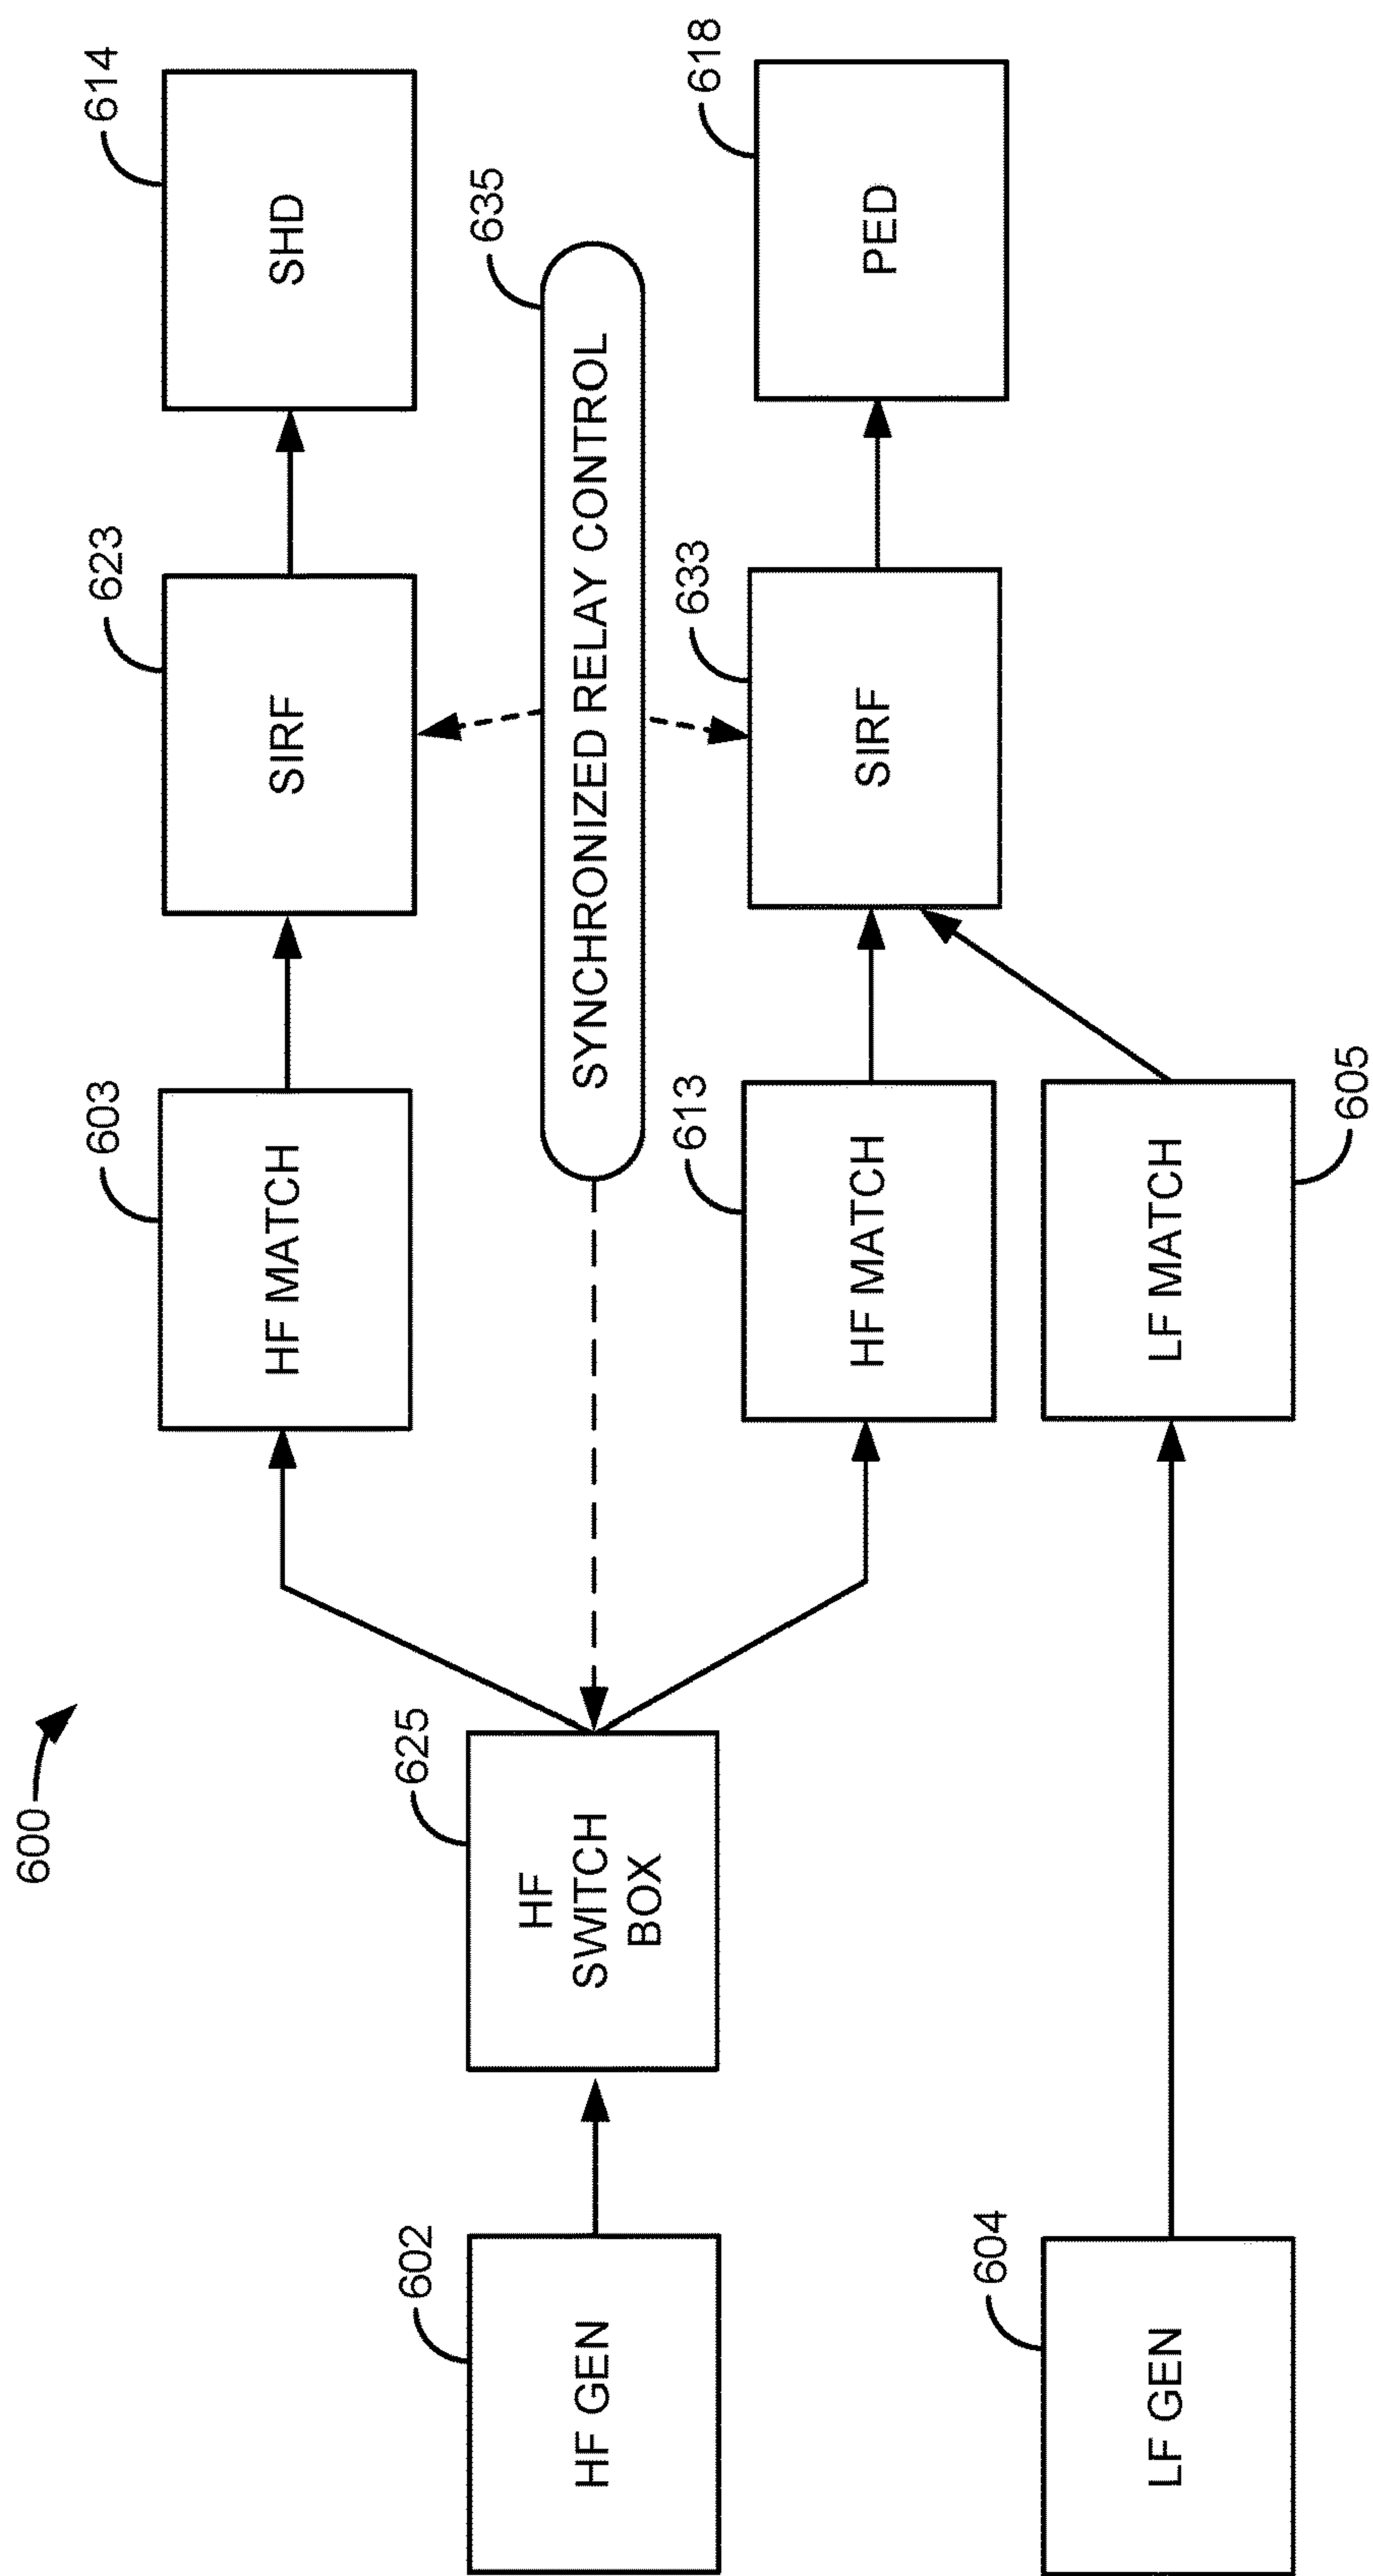 600
602
HF GEN
625
HF
SWITCH
BOX
603
HF MATCH
623
SIRF
614
SHD
635
SYNCHRONIZED RELAY CONTROL
613
HF MATCH
633
SIRF
618
PED
604
LF GEN
LF MATCH
605